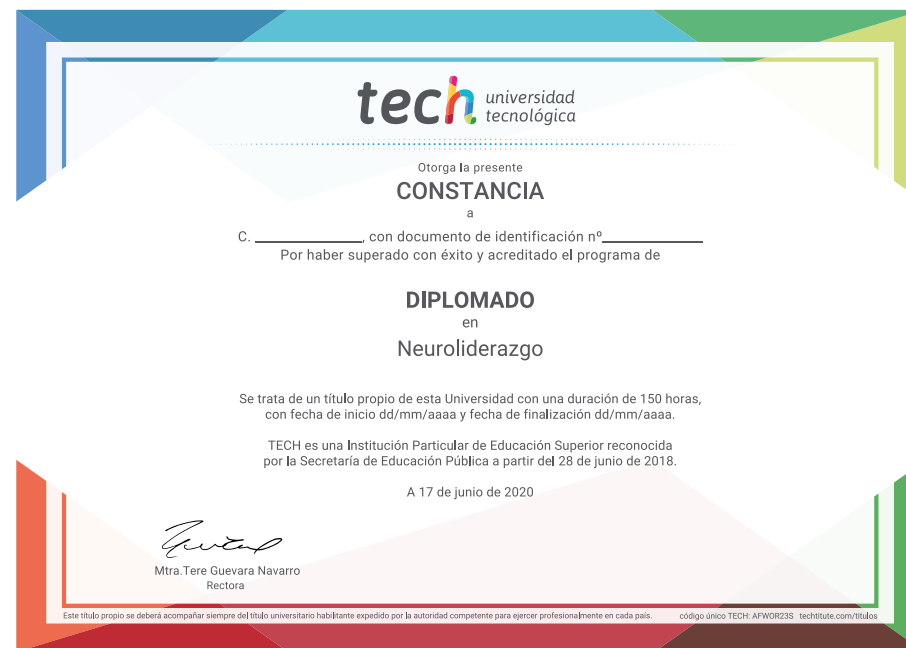 tech universidad
tecnológica
Otorga la presente
CONSTANCIA
a
C. ____________, con documento de identificación nº____________
Por haber superado con éxito y acreditado el programa de
DIPLOMADO
en
Neuroliderazgo
Se trata de un título propio de esta Universidad con una duración de 150 horas,
con fecha de inicio dd/mm/aaaa y fecha de finalización dd/mm/aaaa.
TECH es una Institución Particular de Educación Superior reconocida
por la Secretaría de Educación Pública a partir del 28 de junio de 2018.
A 17 de junio de 2020
Mtra.Tere Guevara Navarro
Rectora
Este título propio se deberá acompañar siempre del título universitario habilitante expedido por la autoridad competente para ejercer profesionalmente en cada país. código único TECH: AFWOR23S techtitute.com/titulos